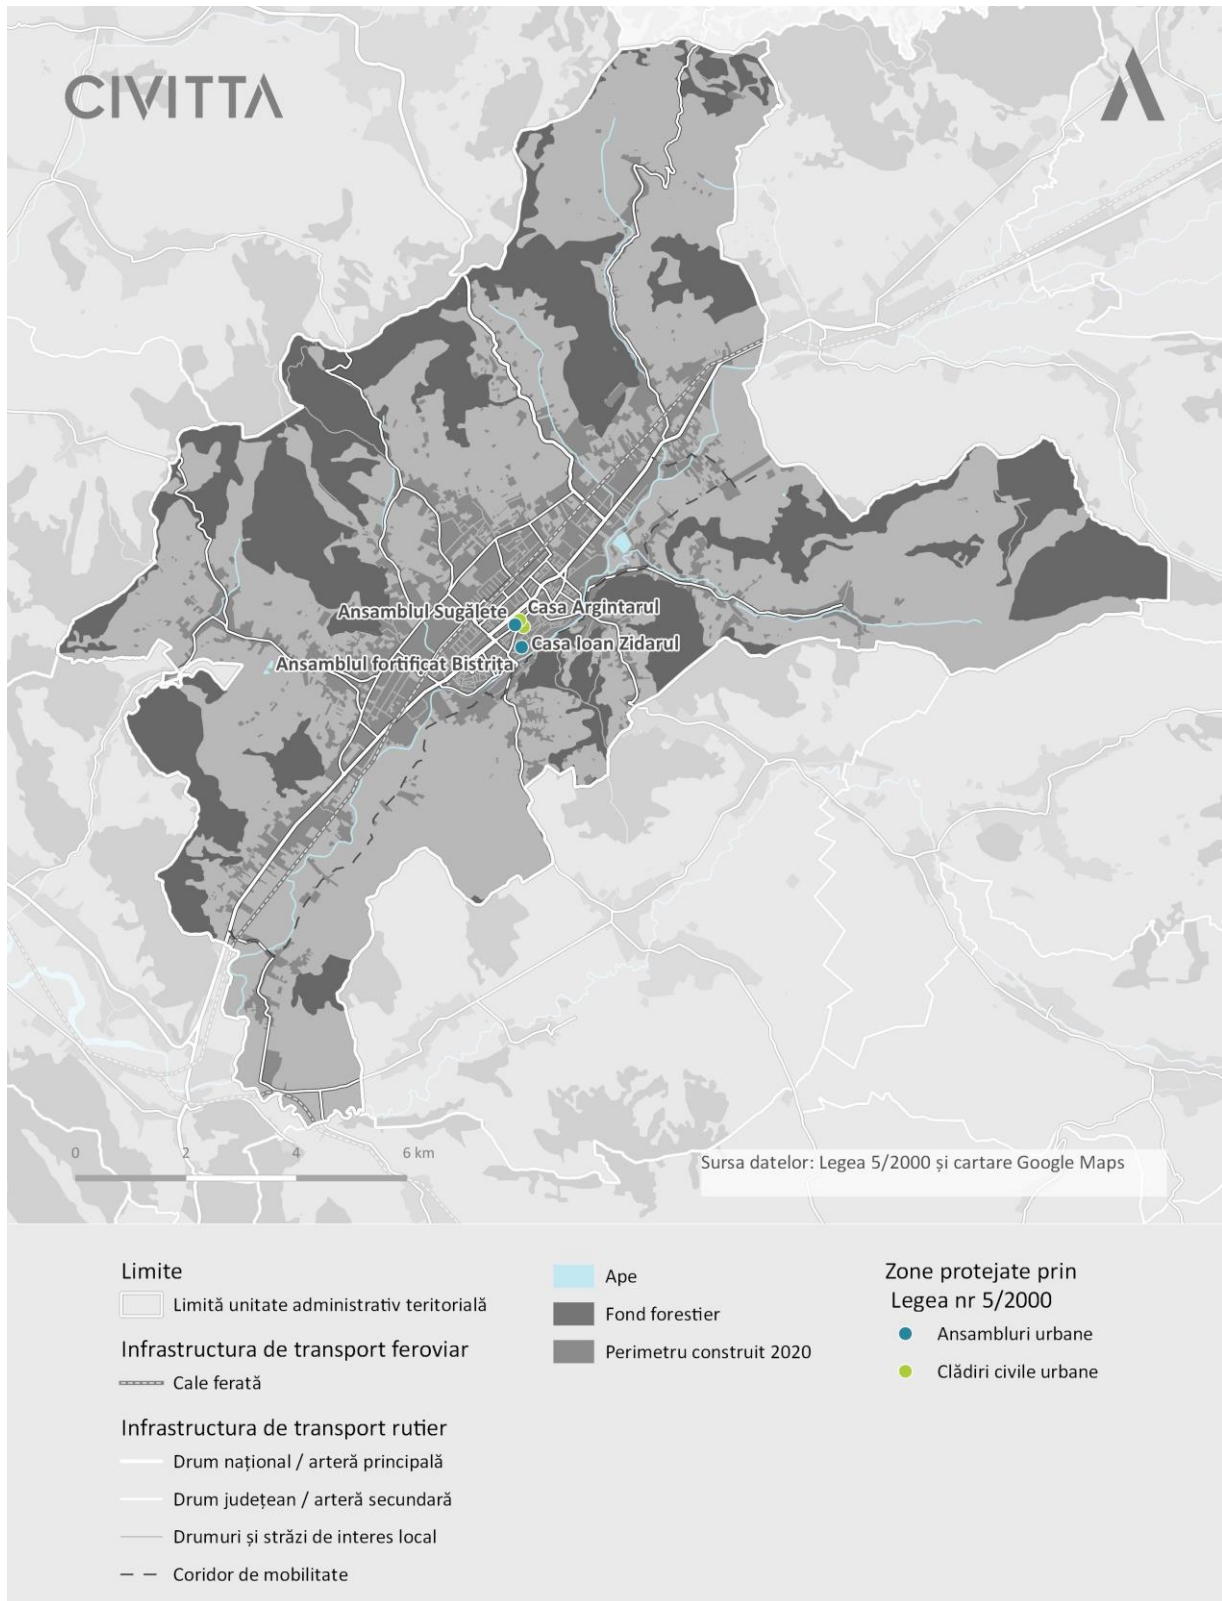 CIVITTA
Ansamblul Sugălete
Casa Argintarul
Casa Ioan Zidarul
Ansamblul fortificat Bistrița
0 2 4 6 km
Sursa datelor: Legea 5/2000 și cartare Google Maps
Limite
Limită unitate administrativ teritorială
Infrastructura de transport feroviar
Cale ferată
Infrastructura de transport rutier
Drum național / arteră principală
Drum județean / arteră secundară
Drumuri și străzi de interes local
Coridor de mobilitate
Ape
Fond forestier
Perimetru construit 2020
Zone protejate prin
Legea nr 5/2000
Ansambluri urbane
Clădiri civile urbane